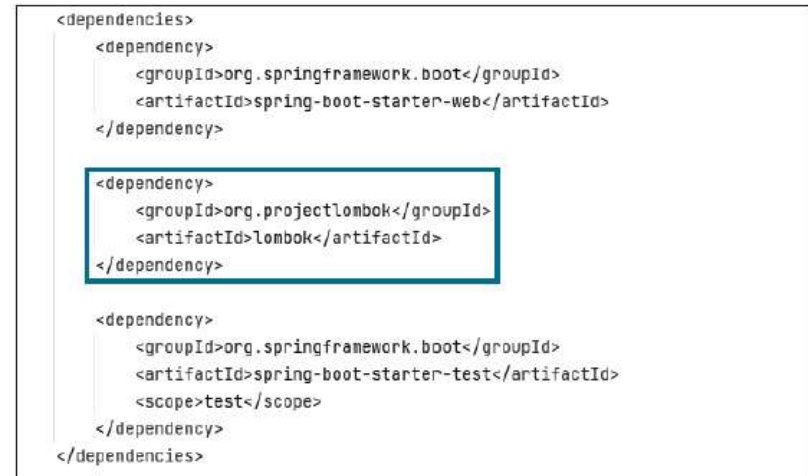 <dependencies>
<dependency>
<groupId>org.springframework.boot</groupId>
<artifactId>spring-boot-starter-web</artifactId>
</dependency>
<dependency>
<groupId>org.projectlombok</groupId>
<artifactId>lombok</artifactId>
</dependency>
<dependency>
<groupId>org.springframework.boot</groupId>
<artifactId>spring-boot-starter-test</artifactId>
<scope>test</scope>
</dependency>
</dependencies>